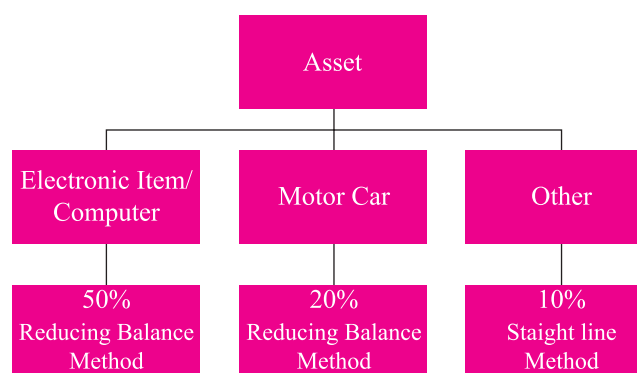 Asset
Electronic Item/
Computer
Motor Car
Other
50%
Reducing Balance
Method
20%
Reducing Balance
Method
10%
Staight line
Method